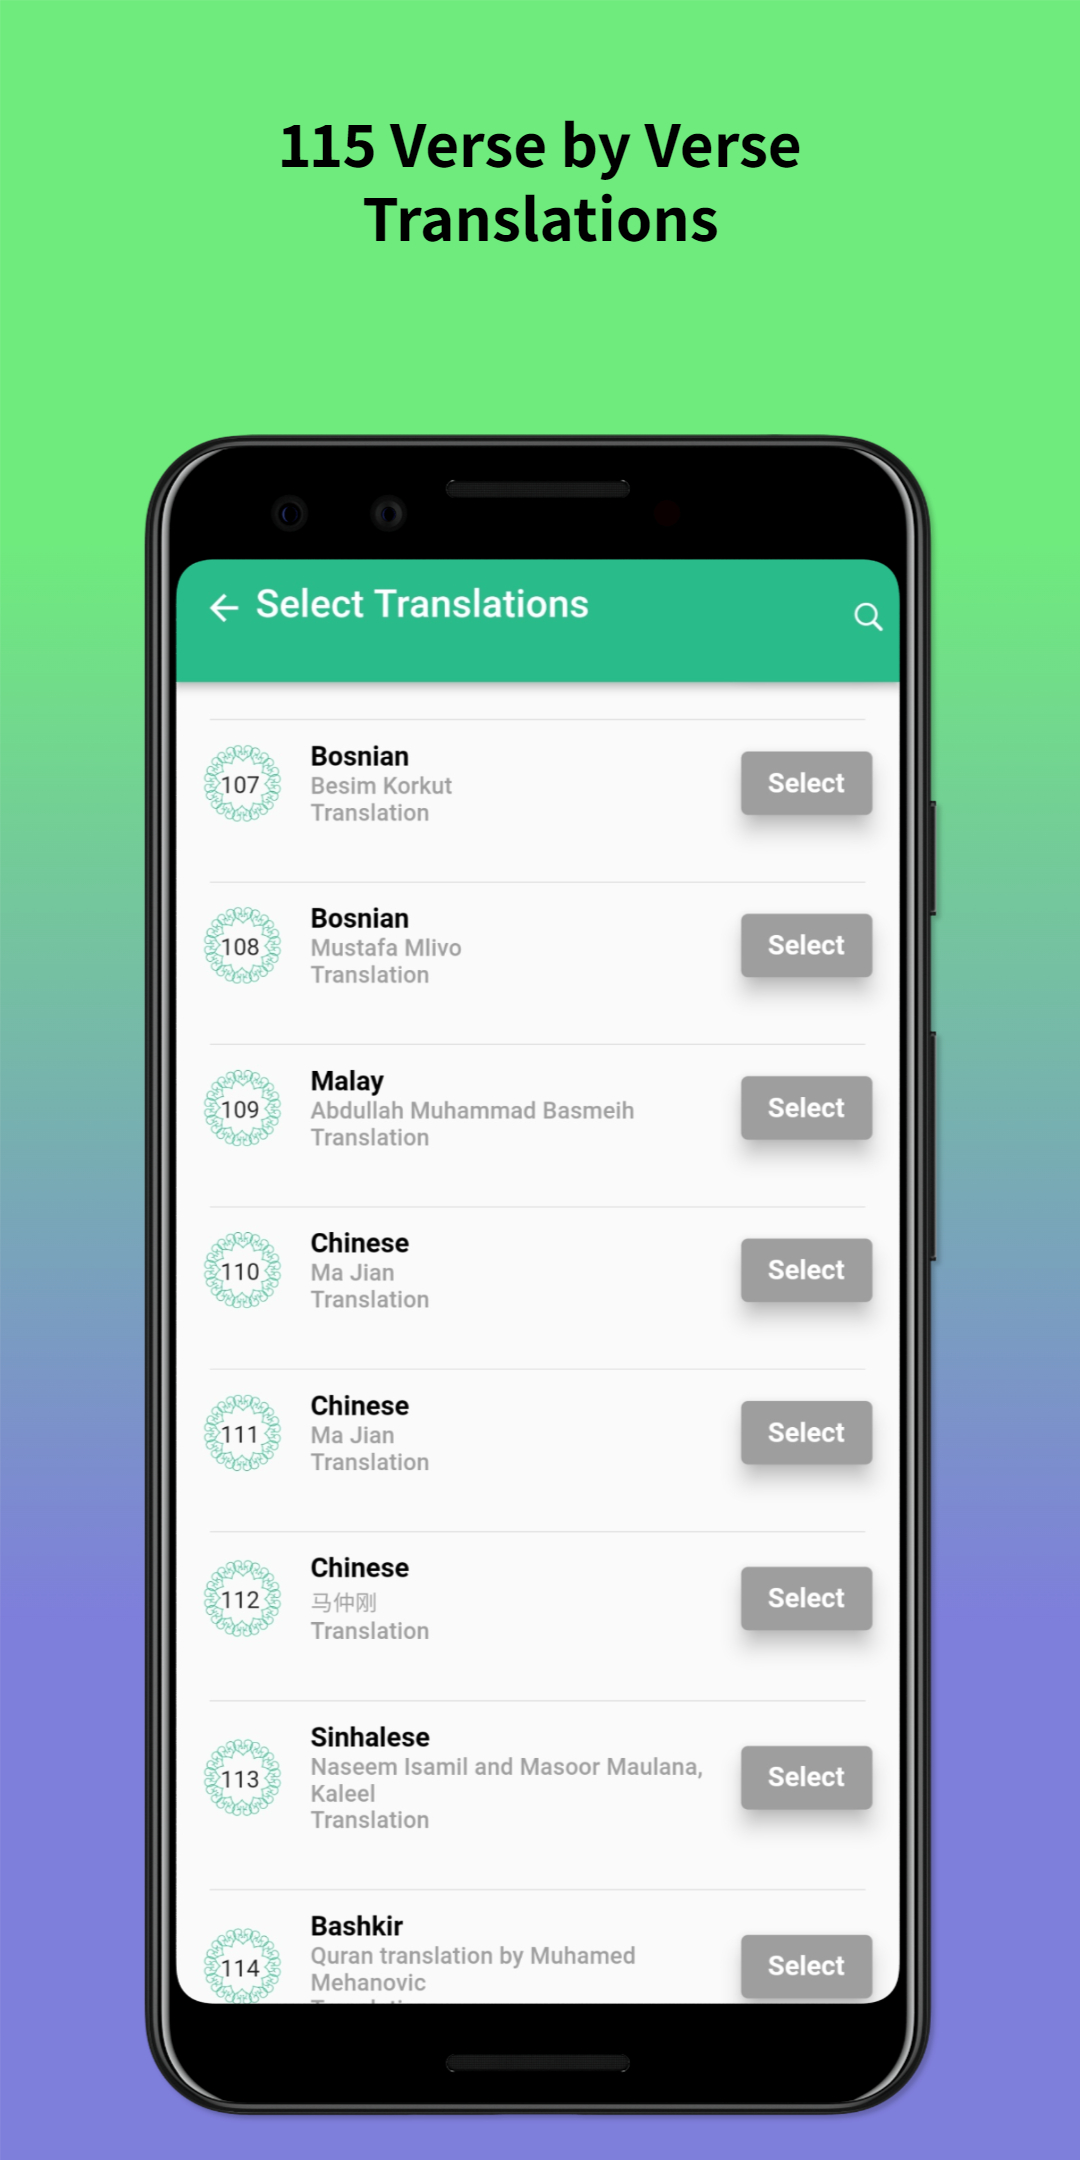 115 Verse by Verse
Translations
Select Translations
107
Bosnian
Besim Korkut
Translation
Select
108
Bosnian
Mustafa Mlivo
Translation
Select
109
Malay
Abdullah Muhammad Basmeih
Translation
Select
110
Chinese
Ma Jian
Translation
Select
111
Chinese
Ma Jian
Translation
Select
112
Chinese
马仲刚
Translation
Select
113
Sinhalese
Naseem Isamil and Masoor Maulana,
Kaleel
Translation
Select
114
Bashkir
Quran translation by Muhamed
Mehanovic
Select